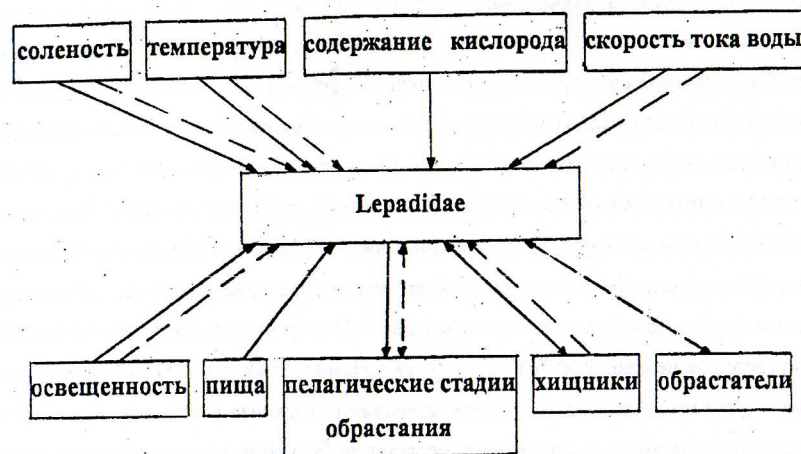 соленость температура содержание кислорода скорость тока воды
Lepadidae
освещенность пища пелагические стадии хищники обрастатели
обрастания